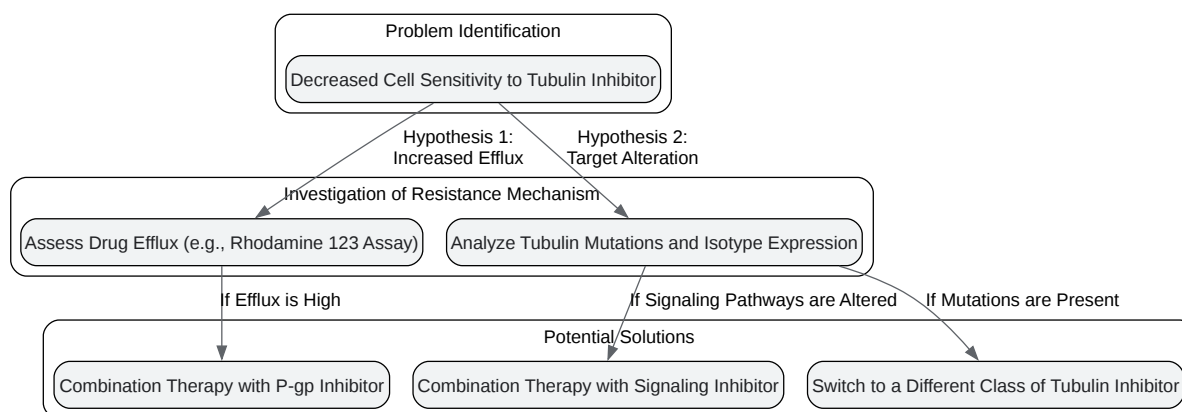 Problem Identification
Decreased Cell Sensitivity to Tubulin Inhibitor
Hypothesis 1:
Increased Efflux
Hypothesis 2:
Target Alteration
Investigation of Resistance Mechanism
Assess Drug Efflux (e.g., Rhodamine 123 Assay)
Analyze Tubulin Mutations and Isotype Expression
If Efflux is High
If Signaling Pathways are Altered
If Mutations are Present
Potential Solutions
Combination Therapy with P-gp Inhibitor
Combination Therapy with Signaling Inhibitor
Switch to a Different Class of Tubulin Inhibitor